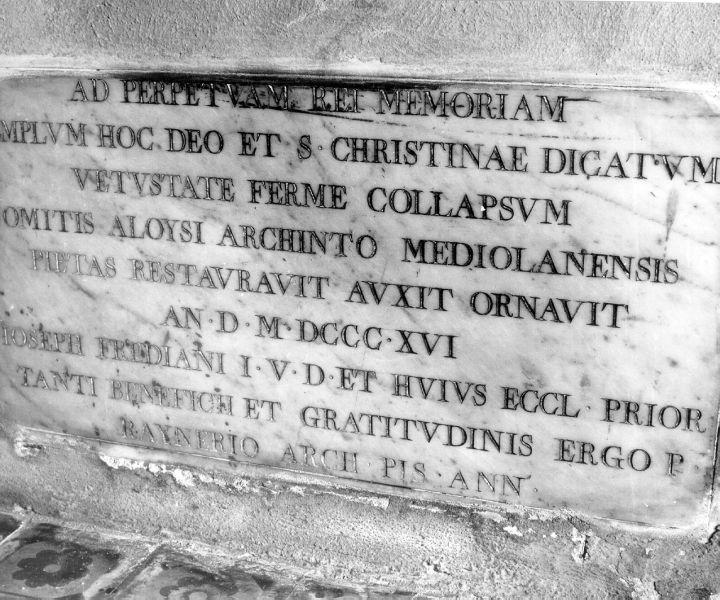 AD PERPETVAM REI MEMORIAM
MPLVM HOC DEO ET S · CHRISTINAE DICATVM
VETVSTATE FERME COLLAPSVM
OMITIS ALOYSI ARCHINTO MEDIOLANENSIS
PIETAS RESTAVRAVIT AVXIT ORNAVIT
AN · D · M · DCCC · XVI
IOSEPH FREDIANI I · V · D · ET HVIVS ECCL · PRIOR
TANTI BENEFICII ET GRATITVDINIS ERGO P ·
RAYNERIO ARCH · PIS · ANN ·